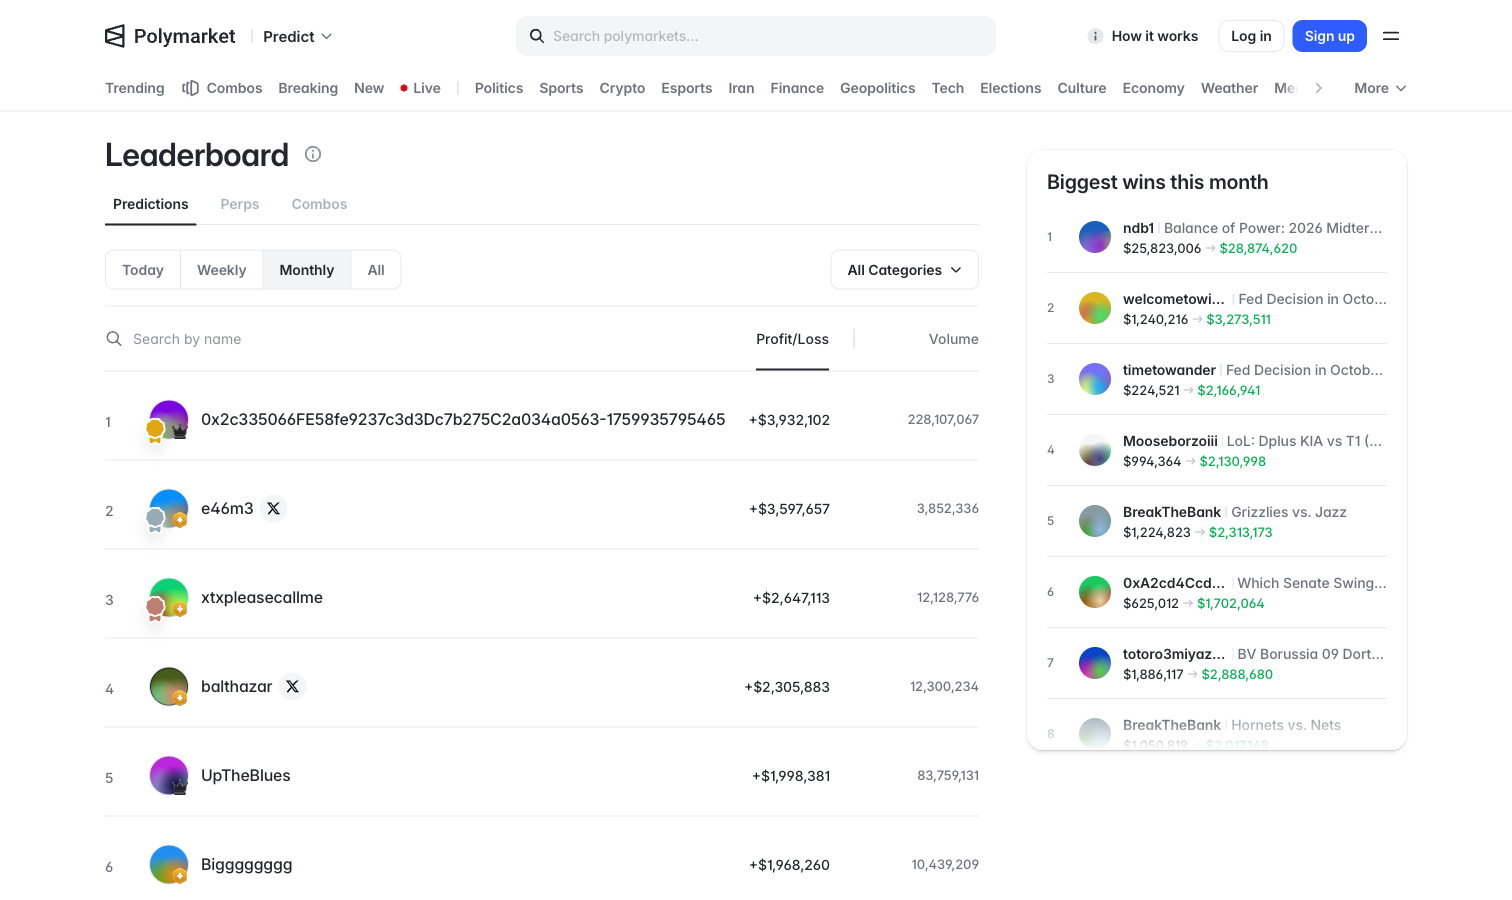 Polymarket
Predict
Search polymarkets...
How it works
Log in
Sign up
Trending
Combos
Breaking
New
Live
Politics
Sports
Crypto
Esports
Iran
Finance
Geopolitics
Tech
Elections
Culture
Economy
Weather
More
Leaderboard
Predictions
Perps
Combos
Today
Weekly
Monthly
All
All Categories
Search by name
Profit/Loss
Volume
1 0x2c335066FE58fe9237c3d3Dc7b275C2a034a0563-1759935795465 +$3,932,102 228,107,067
2 e46m3 +$3,597,657 3,852,336
3 xtxpleasecallme +$2,647,113 12,128,776
4 balthazar +$2,305,883 12,300,234
5 UpTheBlues +$1,998,381 83,759,131
6 Bigggggggg +$1,968,260 10,439,209
Biggest wins this month
1 ndb1 | Balance of Power: 2026 Midter...
$25,823,006 → $28,874,620
2 welcometowi... | Fed Decision in Octo...
$1,240,216 → $3,273,511
3 timetowander | Fed Decision in Octob...
$224,521 → $2,166,941
4 Mooseborzoiii | LoL: Dplus KIA vs T1 (...
$994,364 → $2,130,998
5 BreakTheBank | Grizzlies vs. Jazz
$1,224,823 → $2,313,173
6 0xA2cd4Ccd... | Which Senate Swing...
$625,012 → $1,702,064
7 totoro3miyaz... | BV Borussia 09 Dort...
$1,886,117 → $2,888,680
8 BreakTheBank | Hornets vs. Nets
$1,050,819 → $2,017,148